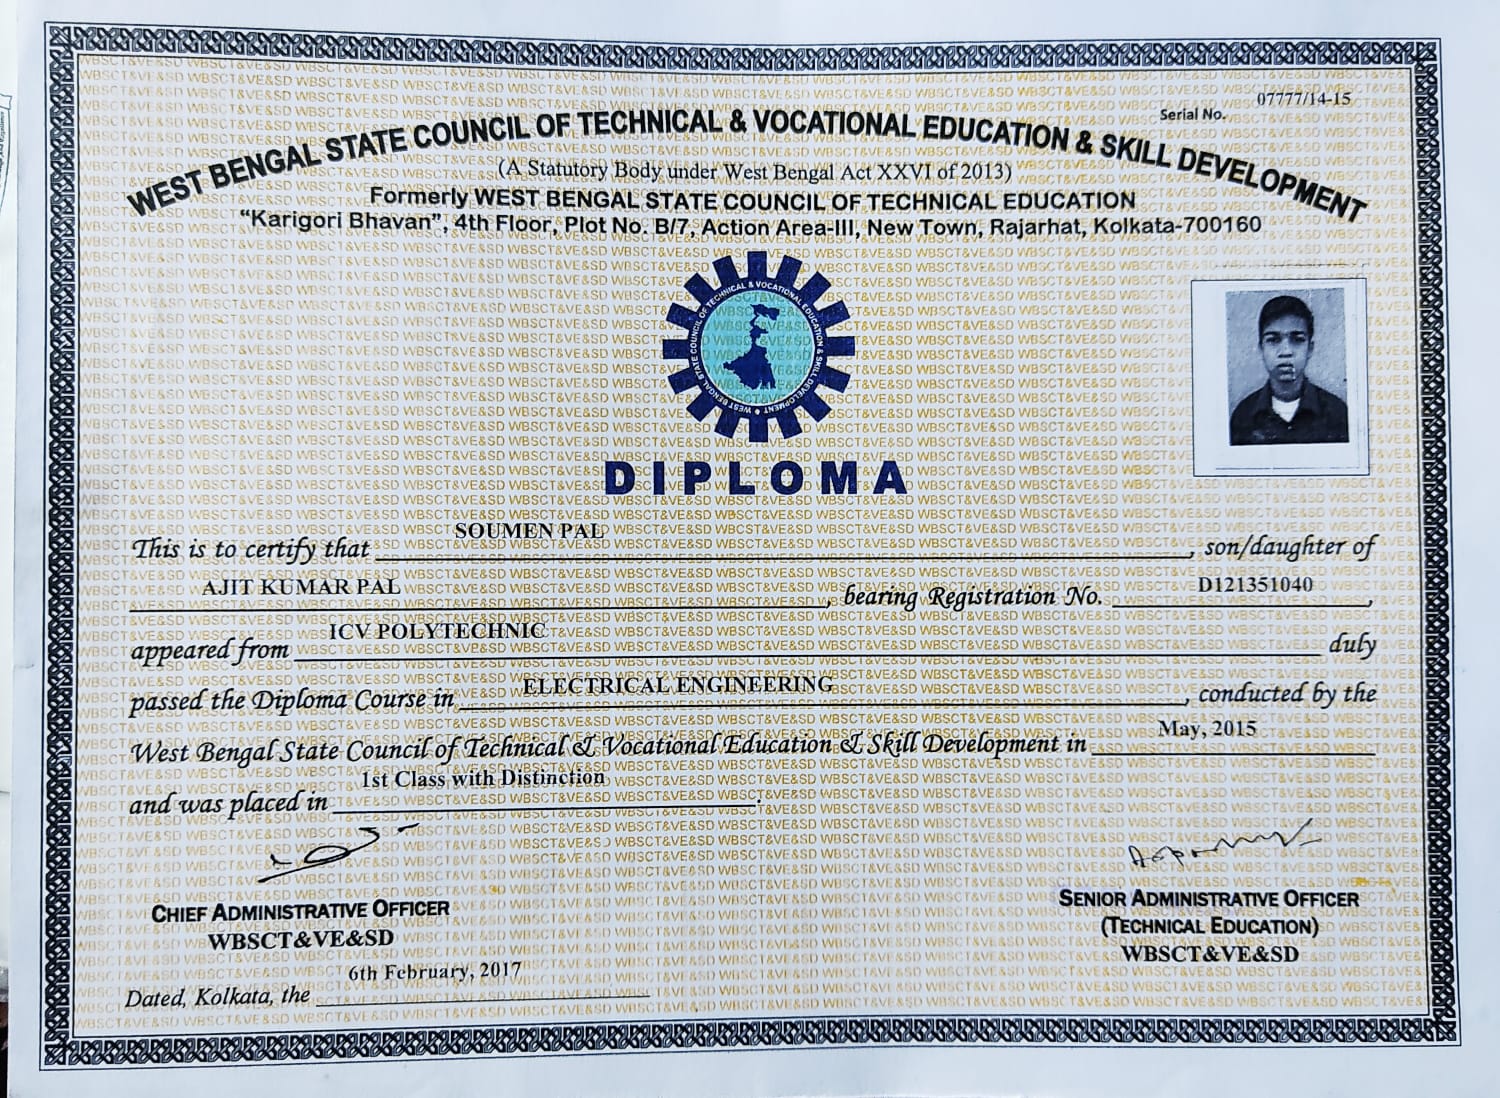 Serial No. 07777/14-15
WEST BENGAL STATE COUNCIL OF TECHNICAL & VOCATIONAL EDUCATION & SKILL DEVELOPMENT
(A Statutory Body under West Bengal Act XXVI of 2013)
Formerly WEST BENGAL STATE COUNCIL OF TECHNICAL EDUCATION
“Karigori Bhavan”, 4th Floor, Plot No. B/7, Action Area-III, New Town, Rajarhat, Kolkata-700160
WEST BENGAL STATE COUNCIL OF TECHNICAL & VOCATIONAL EDUCATION & SKILL DEVELOPMENT
DIPLOMA
This is to certify that SOUMEN PAL, son/daughter of
AJIT KUMAR PAL, bearing Registration No. D121351040,
appeared from ICV POLYTECHNIC duly
passed the Diploma Course in ELECTRICAL ENGINEERING, conducted by the
West Bengal State Council of Technical & Vocational Education & Skill Development in May, 2015
and was placed in 1st Class with Distinction.
CHIEF ADMINISTRATIVE OFFICER
WBSCT&VE&SD
SENIOR ADMINISTRATIVE OFFICER
(TECHNICAL EDUCATION)
WBSCT&VE&SD
Dated, Kolkata, the 6th February, 2017